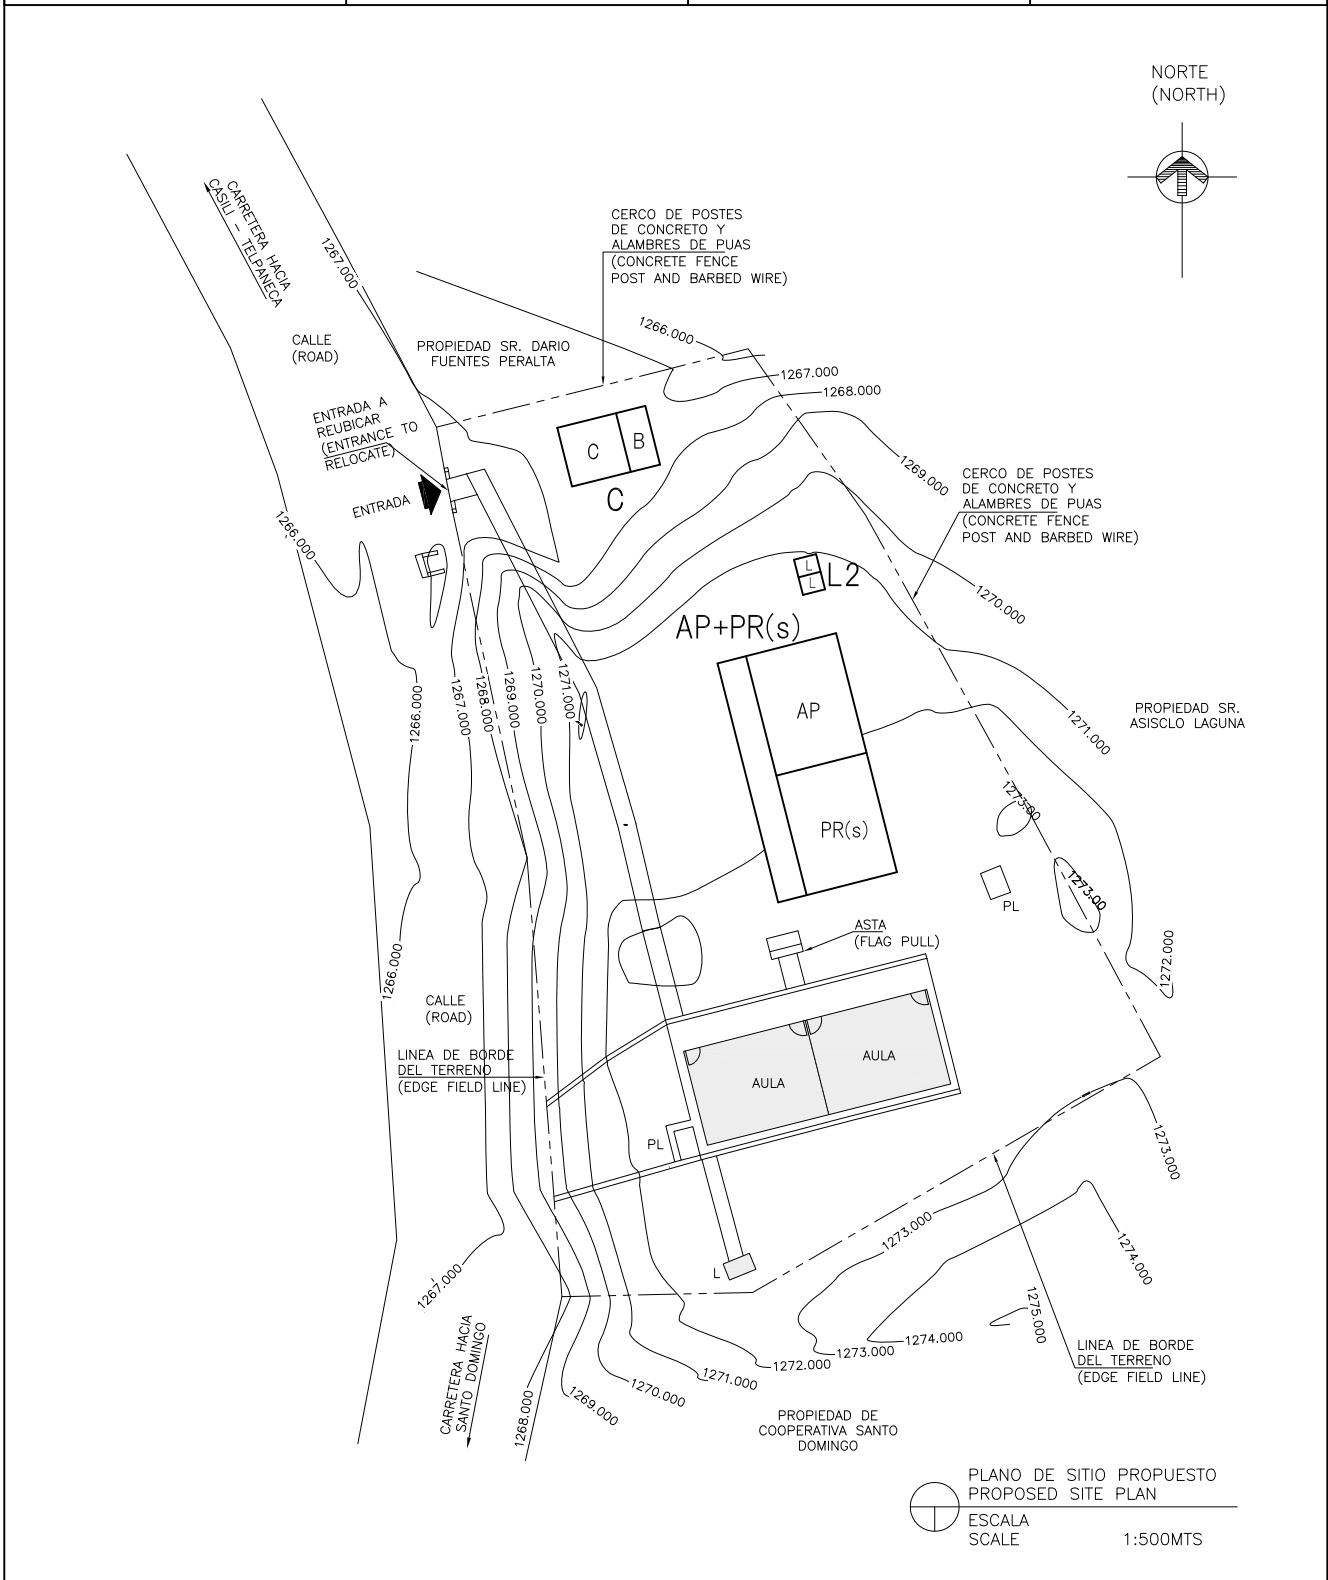 NORTE
(NORTH)
CARRETERA HACIA
CASILI - TELPANECA
1267.000
CERCO DE POSTES
DE CONCRETO Y
ALAMBRES DE PUAS
(CONCRETE FENCE
POST AND BARBED WIRE)
1266.000
CALLE
(ROAD)
PROPIEDAD SR. DARIO
FUENTES PERALTA
1267.000
1268.000
ENTRADA A
REUBICAR
(ENTRANCE TO
RELOCATE)
C
B
C
1269.000
CERCO DE POSTES
DE CONCRETO Y
ALAMBRES DE PUAS
(CONCRETE FENCE
POST AND BARBED WIRE)
ENTRADA
1266.000
L
L
L2
1270.000
AP+PR(s)
1266.000
1267.000
1268.000
1269.000
1270.000
1271.000
AP
PROPIEDAD SR.
ASISCLO LAGUNA
1271.000
1273.00
PR(s)
1273.00
PL
ASTA
(FLAG PULL)
1266.000
1272.000
CALLE
(ROAD)
LINEA DE BORDE
DEL TERRENO
(EDGE FIELD LINE)
AULA
AULA
PL
1273.000
1273.000
1274.000
L
1267.000
1275.000
CARRETERA HACIA
SANTO DOMINGO
1274.000
1273.000
1272.000
1271.000
1270.000
1269.000
1268.000
LINEA DE BORDE
DEL TERRENO
(EDGE FIELD LINE)
PROPIEDAD DE
COOPERATIVA SANTO
DOMINGO
PLANO DE SITIO PROPUESTO
PROPOSED SITE PLAN
ESCALA
SCALE 1:500MTS